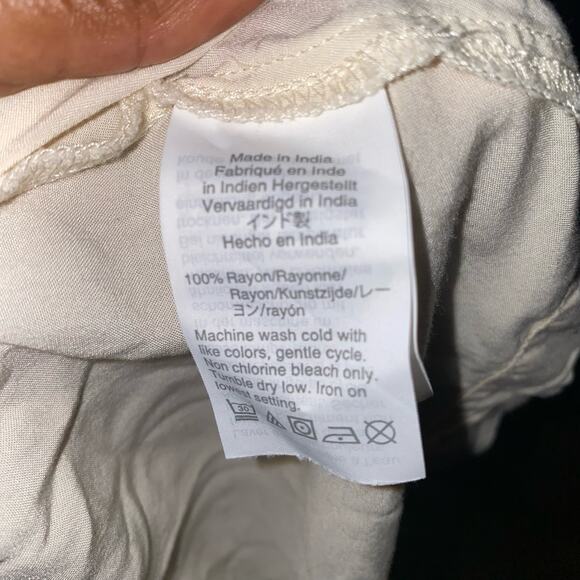 Made in India
Fabriqué en Inde
in Indien Hergestellt
Vervaardigd in India
インド製
Hecho en India
100% Rayon/Rayonne/
Rayon/Kunstzijde/レー
ヨン/rayón
Machine wash cold with
like colors, gentle cycle.
Non chlorine bleach only.
Tumble dry low. Iron on
lowest setting.
30